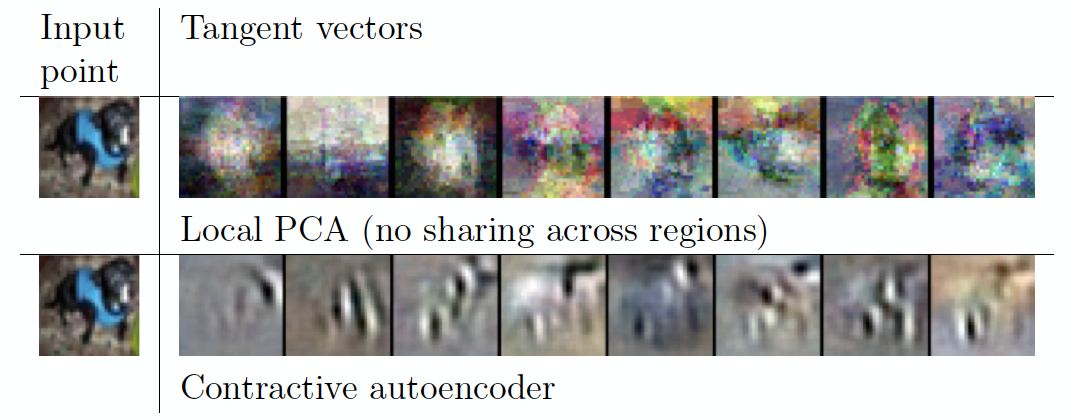 Input
point
Tangent vectors
Local PCA (no sharing across regions)
Contractive autoencoder